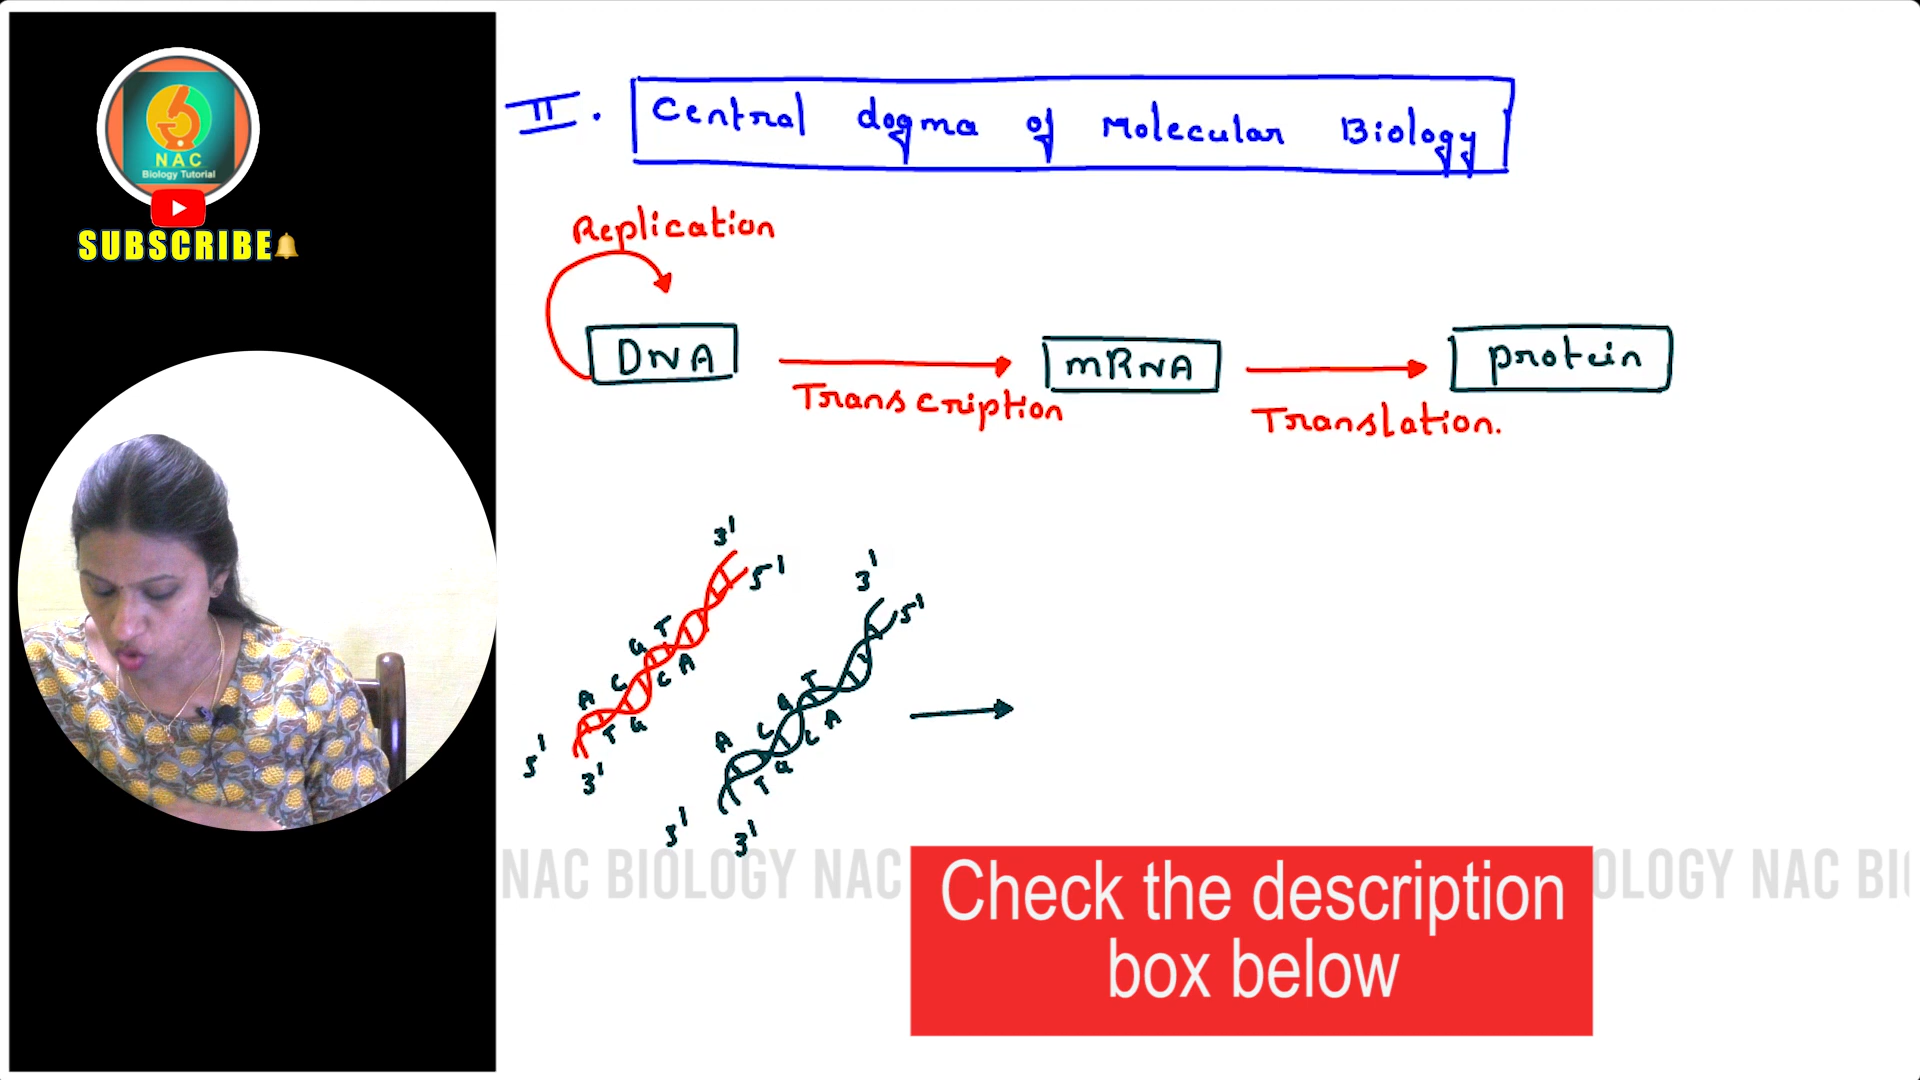 NAC
Biology Tutorial
SUBSCRIBE
II. Central dogma of Molecular Biology
Replication
DNA
Transcription
mRNA
Translation.
protein
3'
5'
A C G T
T G C A
5'
3'
3'
5'
A C G T
T G C A
5'
3'
NAC BIOLOGY NAC
OLOGY NAC BI
Check the description
box below